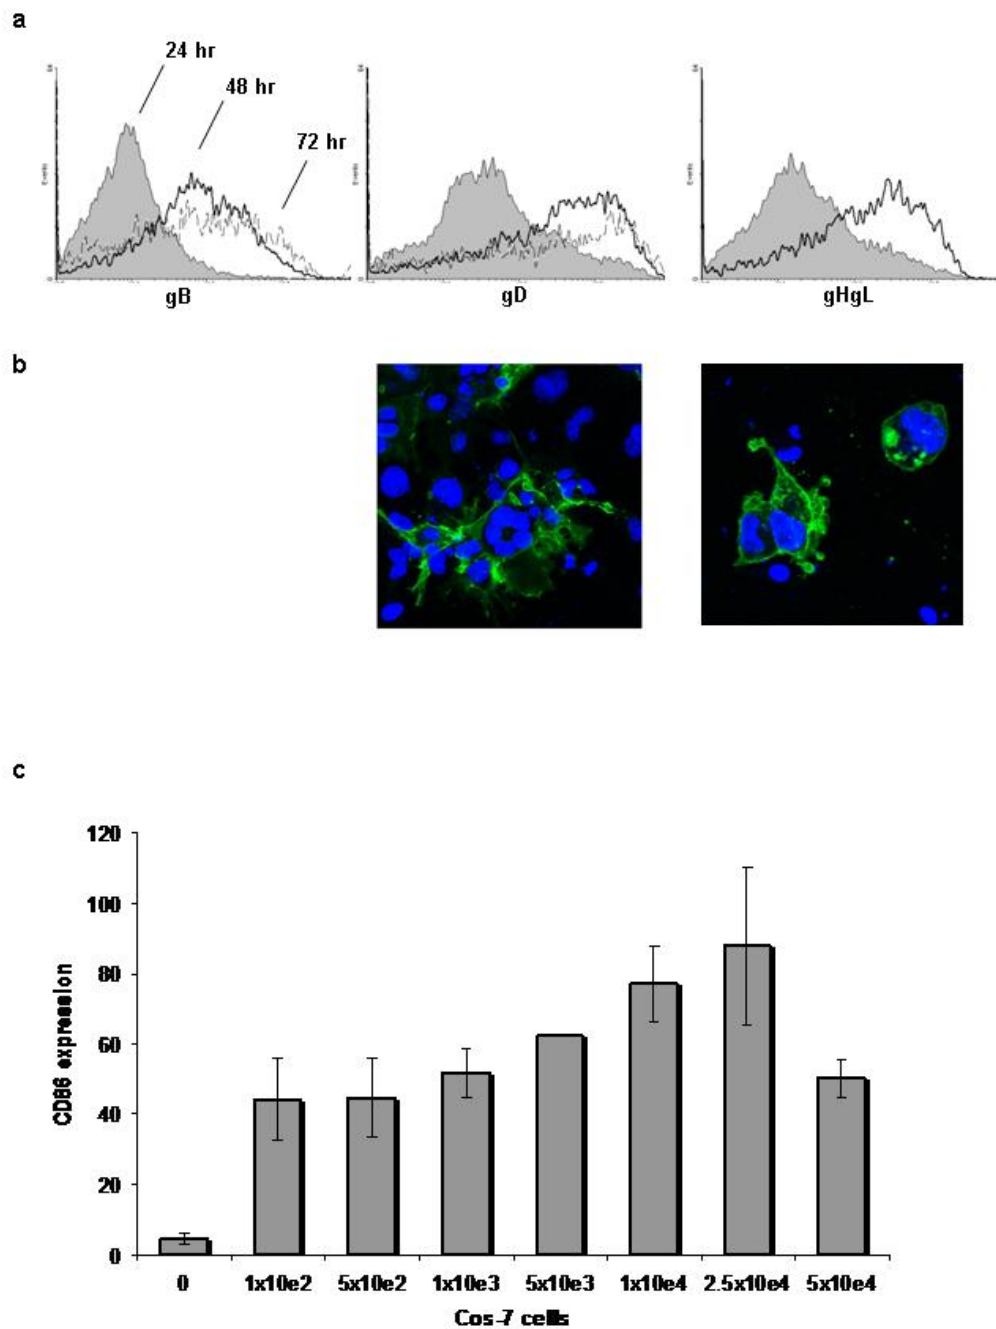 a
24 hr
48 hr
72 hr
gB
gD
gHgL
b
c
120
100
80
60
40
20
0
CD86 expression
0 1x10e2 5x10e2 1x10e3 5x10e3 1x10e4 2.5x10e4 5x10e4
Cos-7 cells